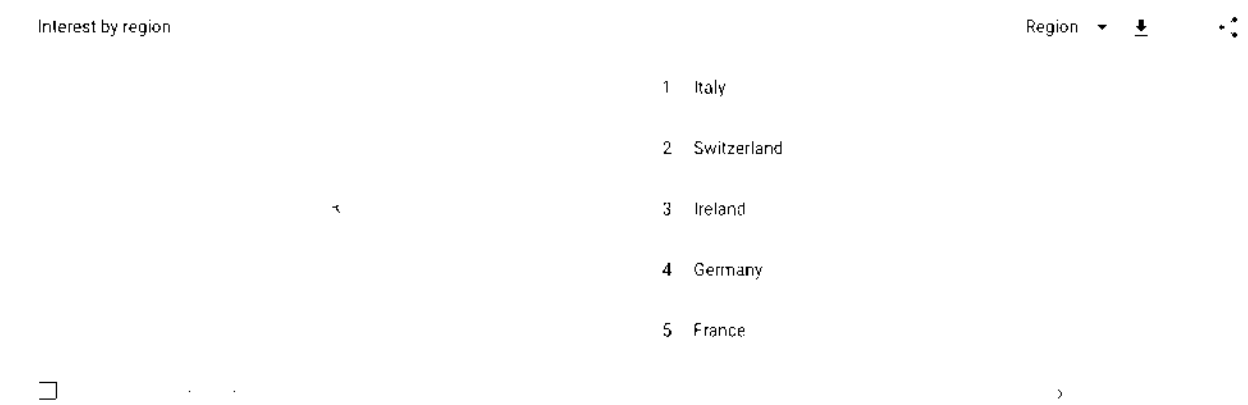 Interest by region
Region
1 Italy
2 Switzerland
3 Ireland
4 Germany
5 France